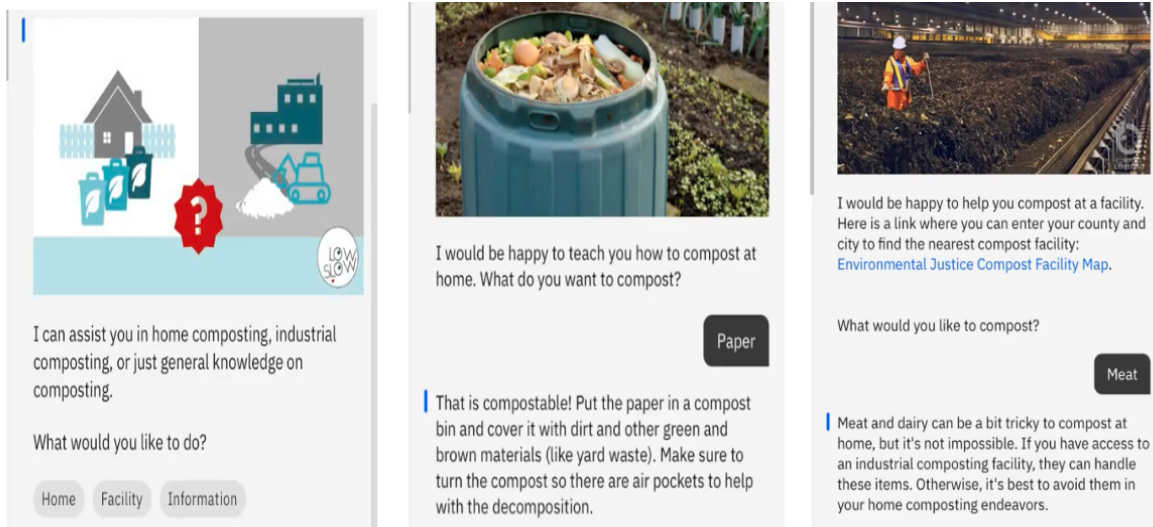 ?
LOW
SLOW
I can assist you in home composting, industrial
composting, or just general knowledge on
composting.
What would you like to do?
Home
Facility
Information
I would be happy to teach you how to compost at
home. What do you want to compost?
Paper
That is compostable! Put the paper in a compost
bin and cover it with dirt and other green and
brown materials (like yard waste). Make sure to
turn the compost so there are air pockets to help
with the decomposition.
I would be happy to help you compost at a facility.
Here is a link where you can enter your county and
city to find the nearest compost facility:
Environmental Justice Compost Facility Map.
What would you like to compost?
Meat
Meat and dairy can be a bit tricky to compost at
home, but it's not impossible. If you have access to
an industrial composting facility, they can handle
these items. Otherwise, it's best to avoid them in
your home composting endeavors.